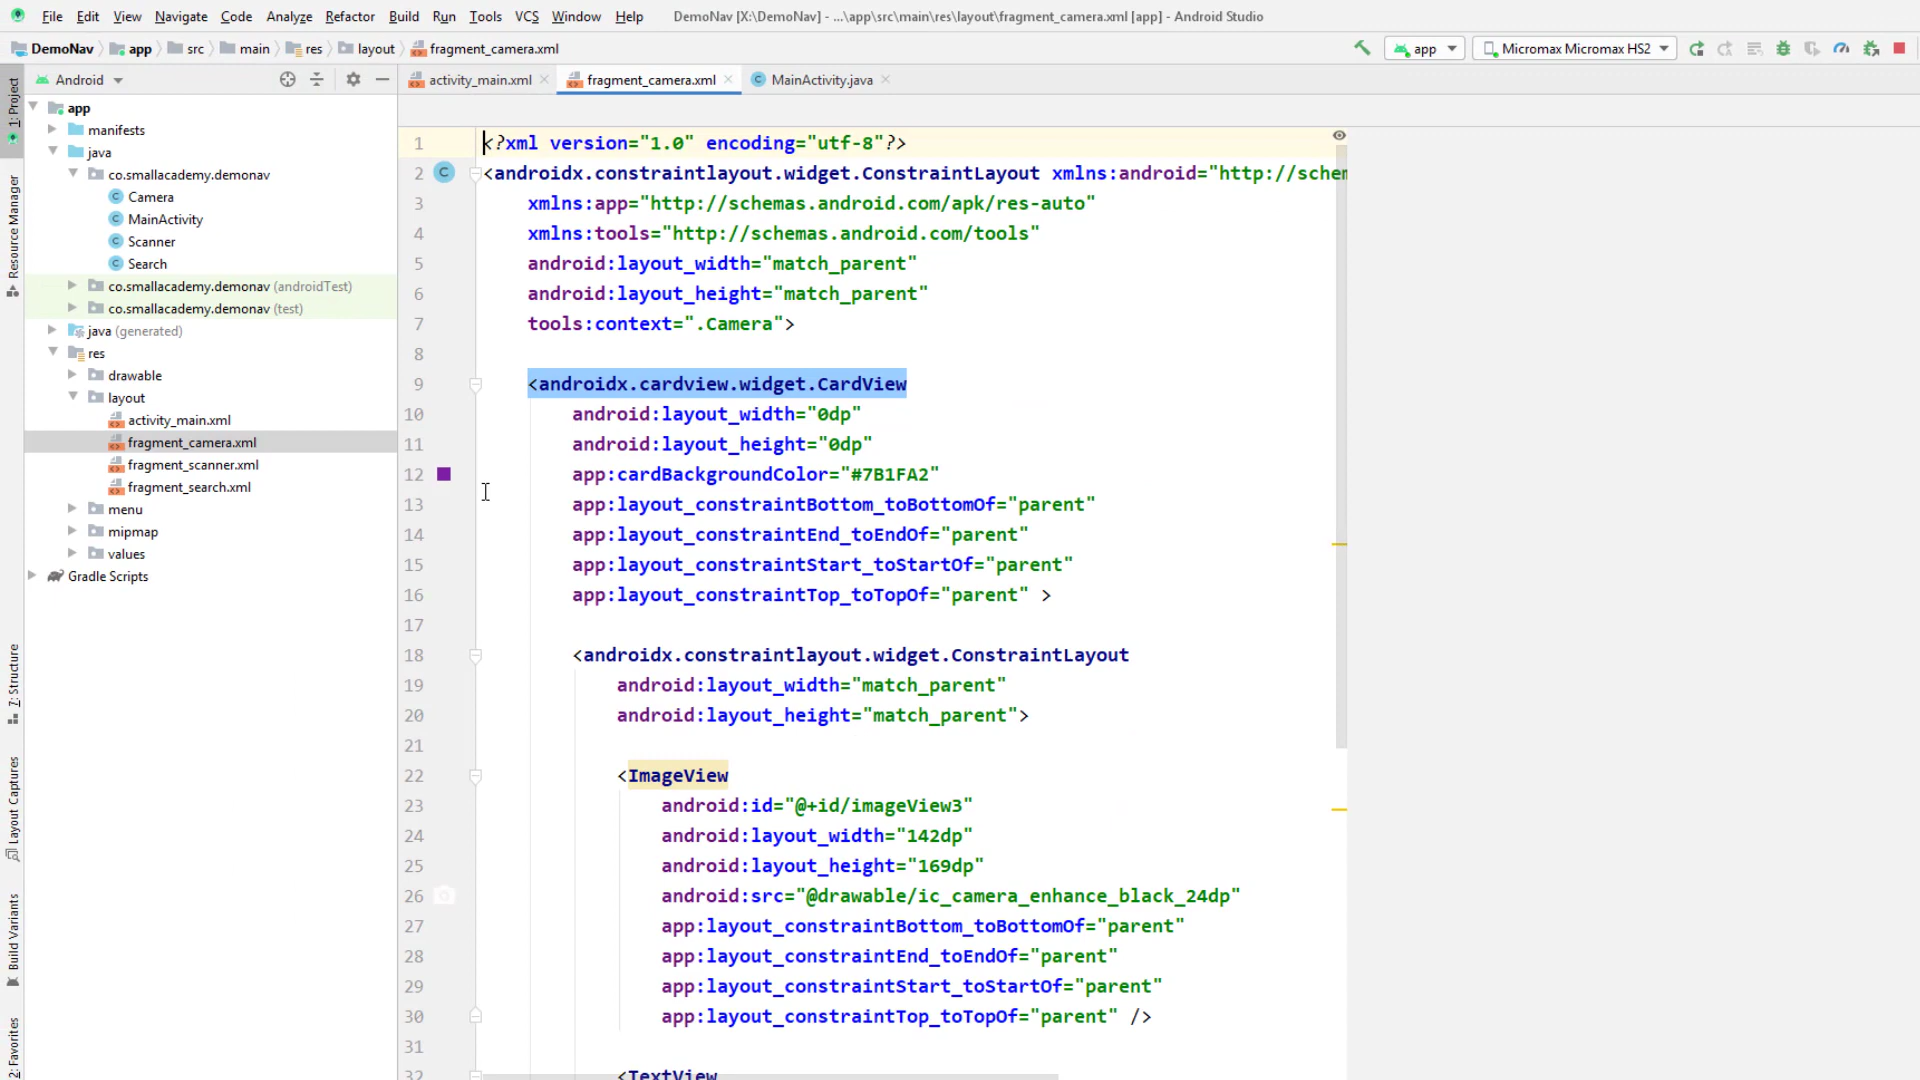 File Edit View Navigate Code Analyze Refactor Build Run Tools VCS Window Help DemoNav [X:\DemoNav] - ...\app\src\main\res\layout\fragment_camera.xml [app] - Android Studio
DemoNav app src main res layout fragment_camera.xml app Micromax Micromax HS2
Android activity_main.xml fragment_camera.xml MainActivity.java
1: Project
Resource Manager
7: Structure
Layout Captures
Build Variants
2: Favorites
app
manifests
java
co.smallacademy.demonav
Camera
MainActivity
Scanner
Search
co.smallacademy.demonav (androidTest)
co.smallacademy.demonav (test)
java (generated)
res
drawable
layout
activity_main.xml
fragment_camera.xml
fragment_scanner.xml
fragment_search.xml
menu
mipmap
values
Gradle Scripts
1 <?xml version="1.0" encoding="utf-8"?>
2 C <androidx.constraintlayout.widget.ConstraintLayout xmlns:android="http://schem
3 xmlns:app="http://schemas.android.com/apk/res-auto"
4 xmlns:tools="http://schemas.android.com/tools"
5 android:layout_width="match_parent"
6 android:layout_height="match_parent"
7 tools:context=".Camera">
8
9 <androidx.cardview.widget.CardView
10 android:layout_width="0dp"
11 android:layout_height="0dp"
12 app:cardBackgroundColor="#7B1FA2"
13 app:layout_constraintBottom_toBottomOf="parent"
14 app:layout_constraintEnd_toEndOf="parent"
15 app:layout_constraintStart_toStartOf="parent"
16 app:layout_constraintTop_toTopOf="parent" >
17
18 <androidx.constraintlayout.widget.ConstraintLayout
19 android:layout_width="match_parent"
20 android:layout_height="match_parent">
21
22 <ImageView
23 android:id="@+id/imageView3"
24 android:layout_width="142dp"
25 android:layout_height="169dp"
26 android:src="@drawable/ic_camera_enhance_black_24dp"
27 app:layout_constraintBottom_toBottomOf="parent"
28 app:layout_constraintEnd_toEndOf="parent"
29 app:layout_constraintStart_toStartOf="parent"
30 app:layout_constraintTop_toTopOf="parent" />
31
32 <TextView